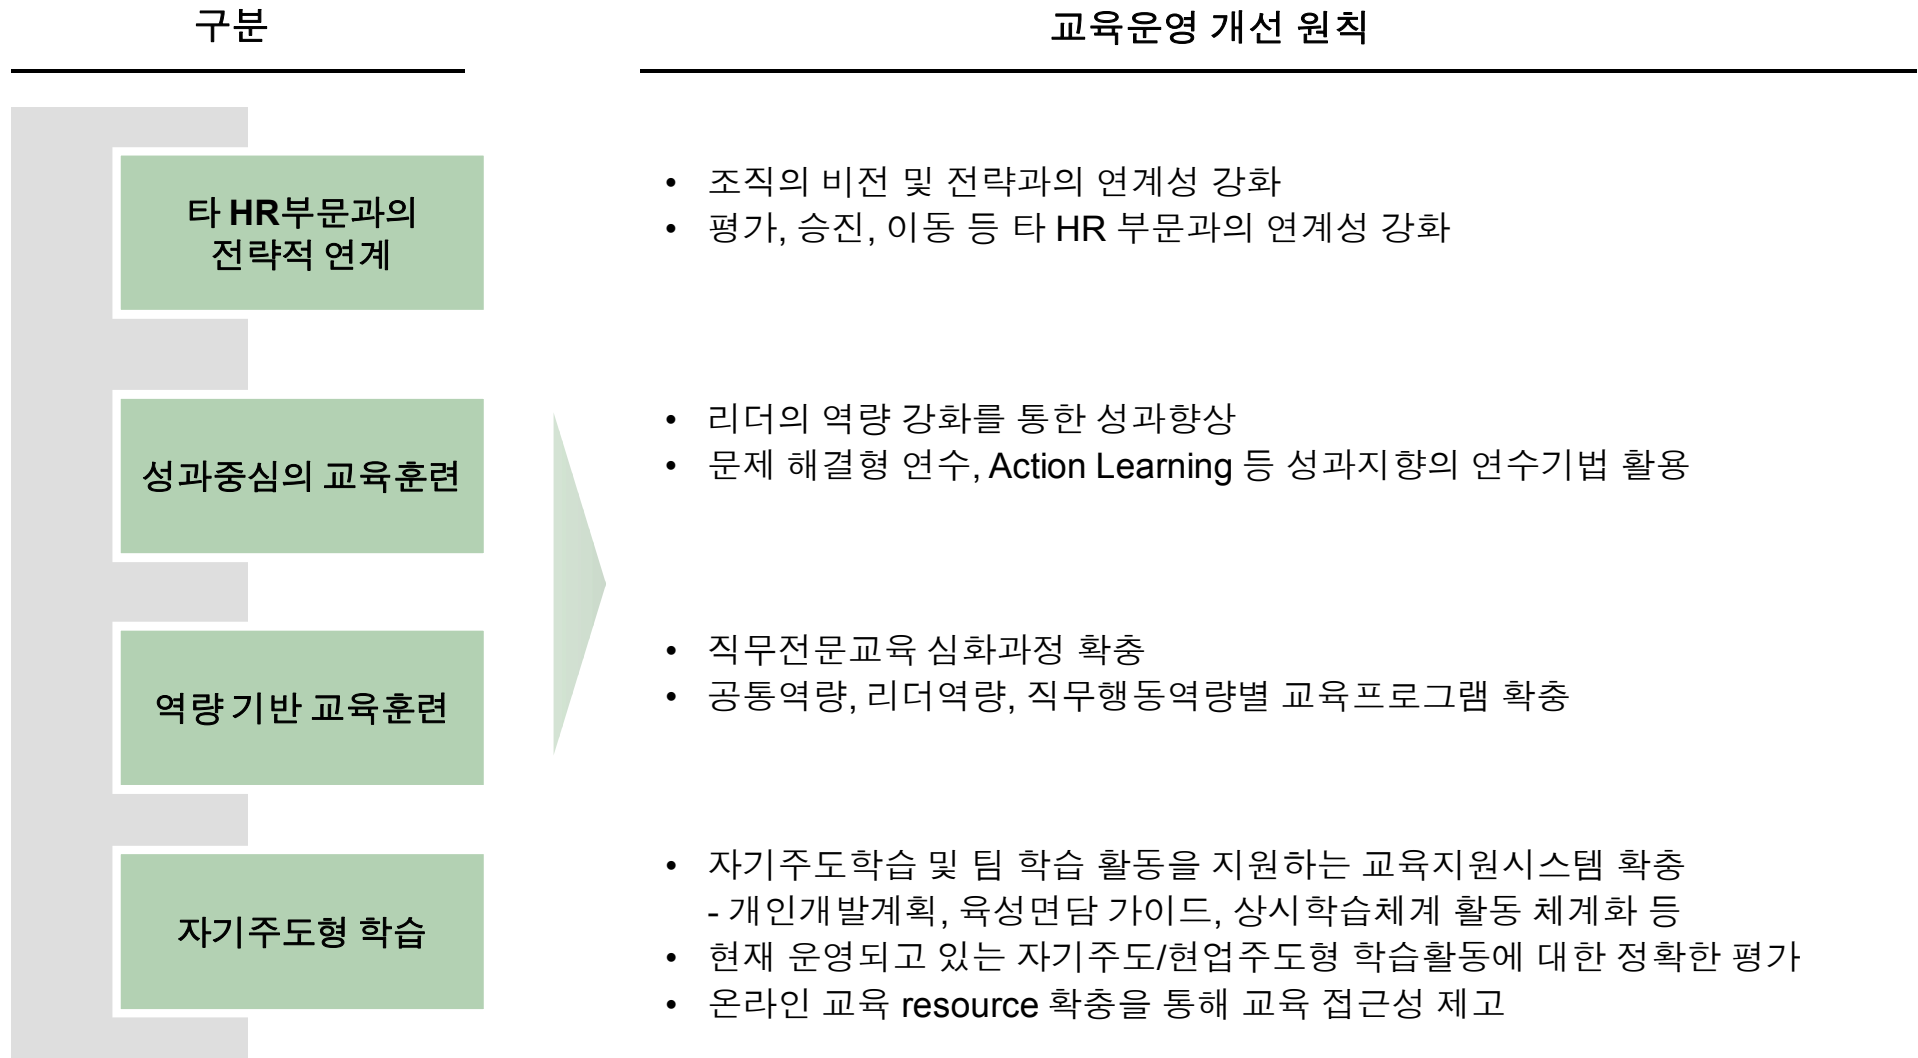 구분
교육운영 개선 원칙
타 HR부문과의
전략적 연계
• 조직의 비전 및 전략과의 연계성 강화
• 평가, 승진, 이동 등 타 HR 부문과의 연계성 강화
성과중심의 교육훈련
• 리더의 역량 강화를 통한 성과향상
• 문제 해결형 연수, Action Learning 등 성과지향의 연수기법 활용
역량 기반 교육훈련
• 직무전문교육 심화과정 확충
• 공통역량, 리더역량, 직무행동역량별 교육프로그램 확충
자기주도형 학습
• 자기주도학습 및 팀 학습 활동을 지원하는 교육지원시스템 확충
- 개인개발계획, 육성면담 가이드, 상시학습체계 활동 체계화 등
• 현재 운영되고 있는 자기주도/현업주도형 학습활동에 대한 정확한 평가
• 온라인 교육 resource 확충을 통해 교육 접근성 제고